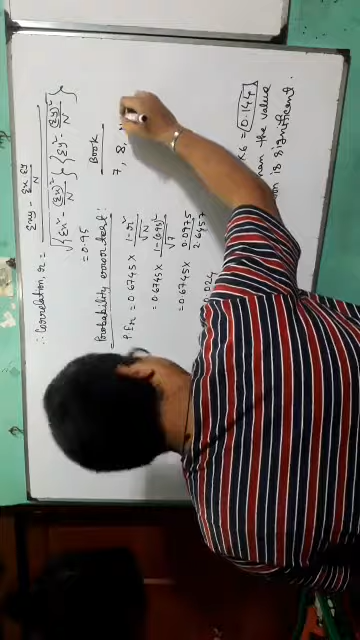 ∴ Correlation r = (Σxy − (Σx Σy)/N) / √[{Σx² − (Σx)²/N} {Σy² − (Σy)²/N}]
= 0.95
Probability error test: Book
P.Er = 0.6745 × (1−r²)/√N 7, 8,
= 0.6745 × (1−(0.95)²)/√7
= 0.6745 × 0.0975/2.6457
0.024
×6 = 0.144
than the value
is significant.